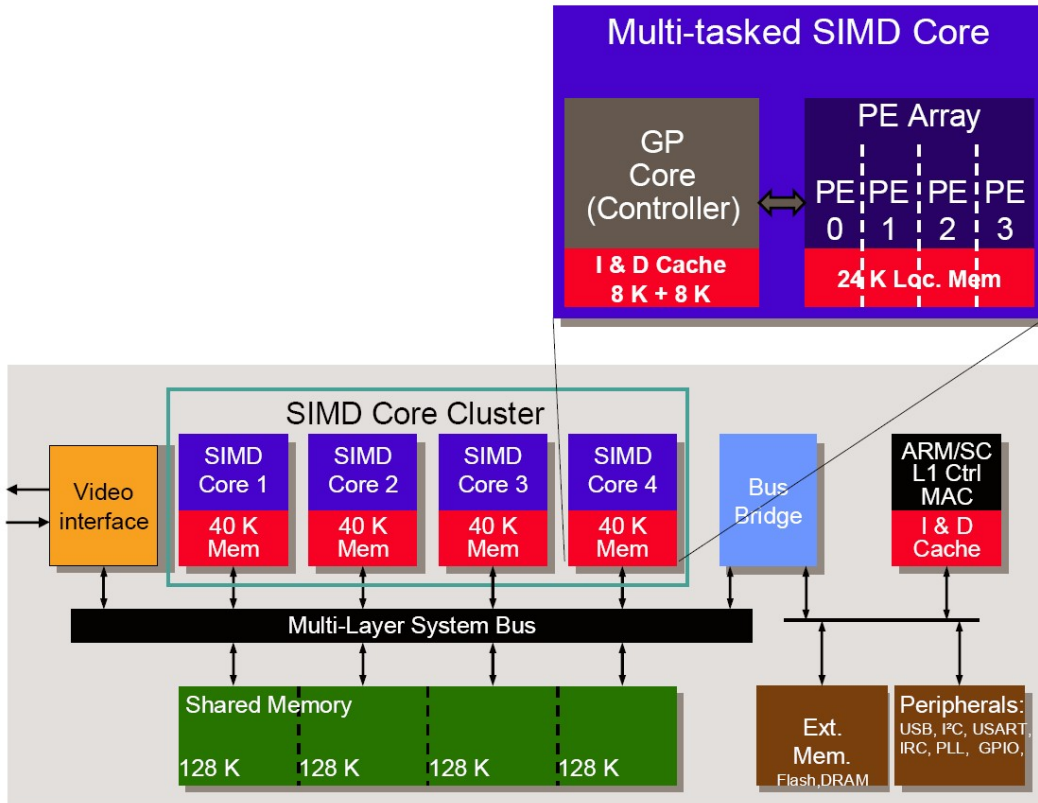 Multi-tasked SIMD Core
GP
Core
(Controller)
I & D Cache
8 K + 8 K
PE Array
PE PE PE PE
0 1 2 3
24 K Loc. Mem
SIMD Core Cluster
Video
interface
SIMD
Core 1
40 K
Mem
SIMD
Core 2
40 K
Mem
SIMD
Core 3
40 K
Mem
SIMD
Core 4
40 K
Mem
Bus
Bridge
ARM/SC
L1 Ctrl
MAC
I & D
Cache
Multi-Layer System Bus
Shared Memory
128 K 128 K 128 K 128 K
Ext.
Mem.
Flash,DRAM
Peripherals:
USB, I²C, USART,
IRC, PLL, GPIO,